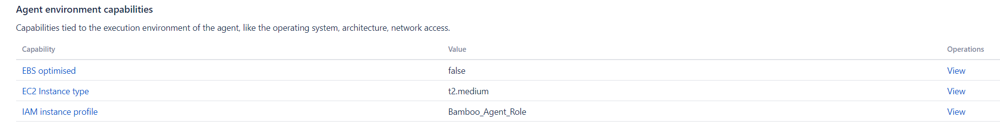 Agent environment capabilities
Capabilities tied to the execution environment of the agent, like the operating system, architecture, network access.
Capability Value Operations
EBS optimised false View
EC2 Instance type t2.medium View
IAM instance profile Bamboo_Agent_Role View